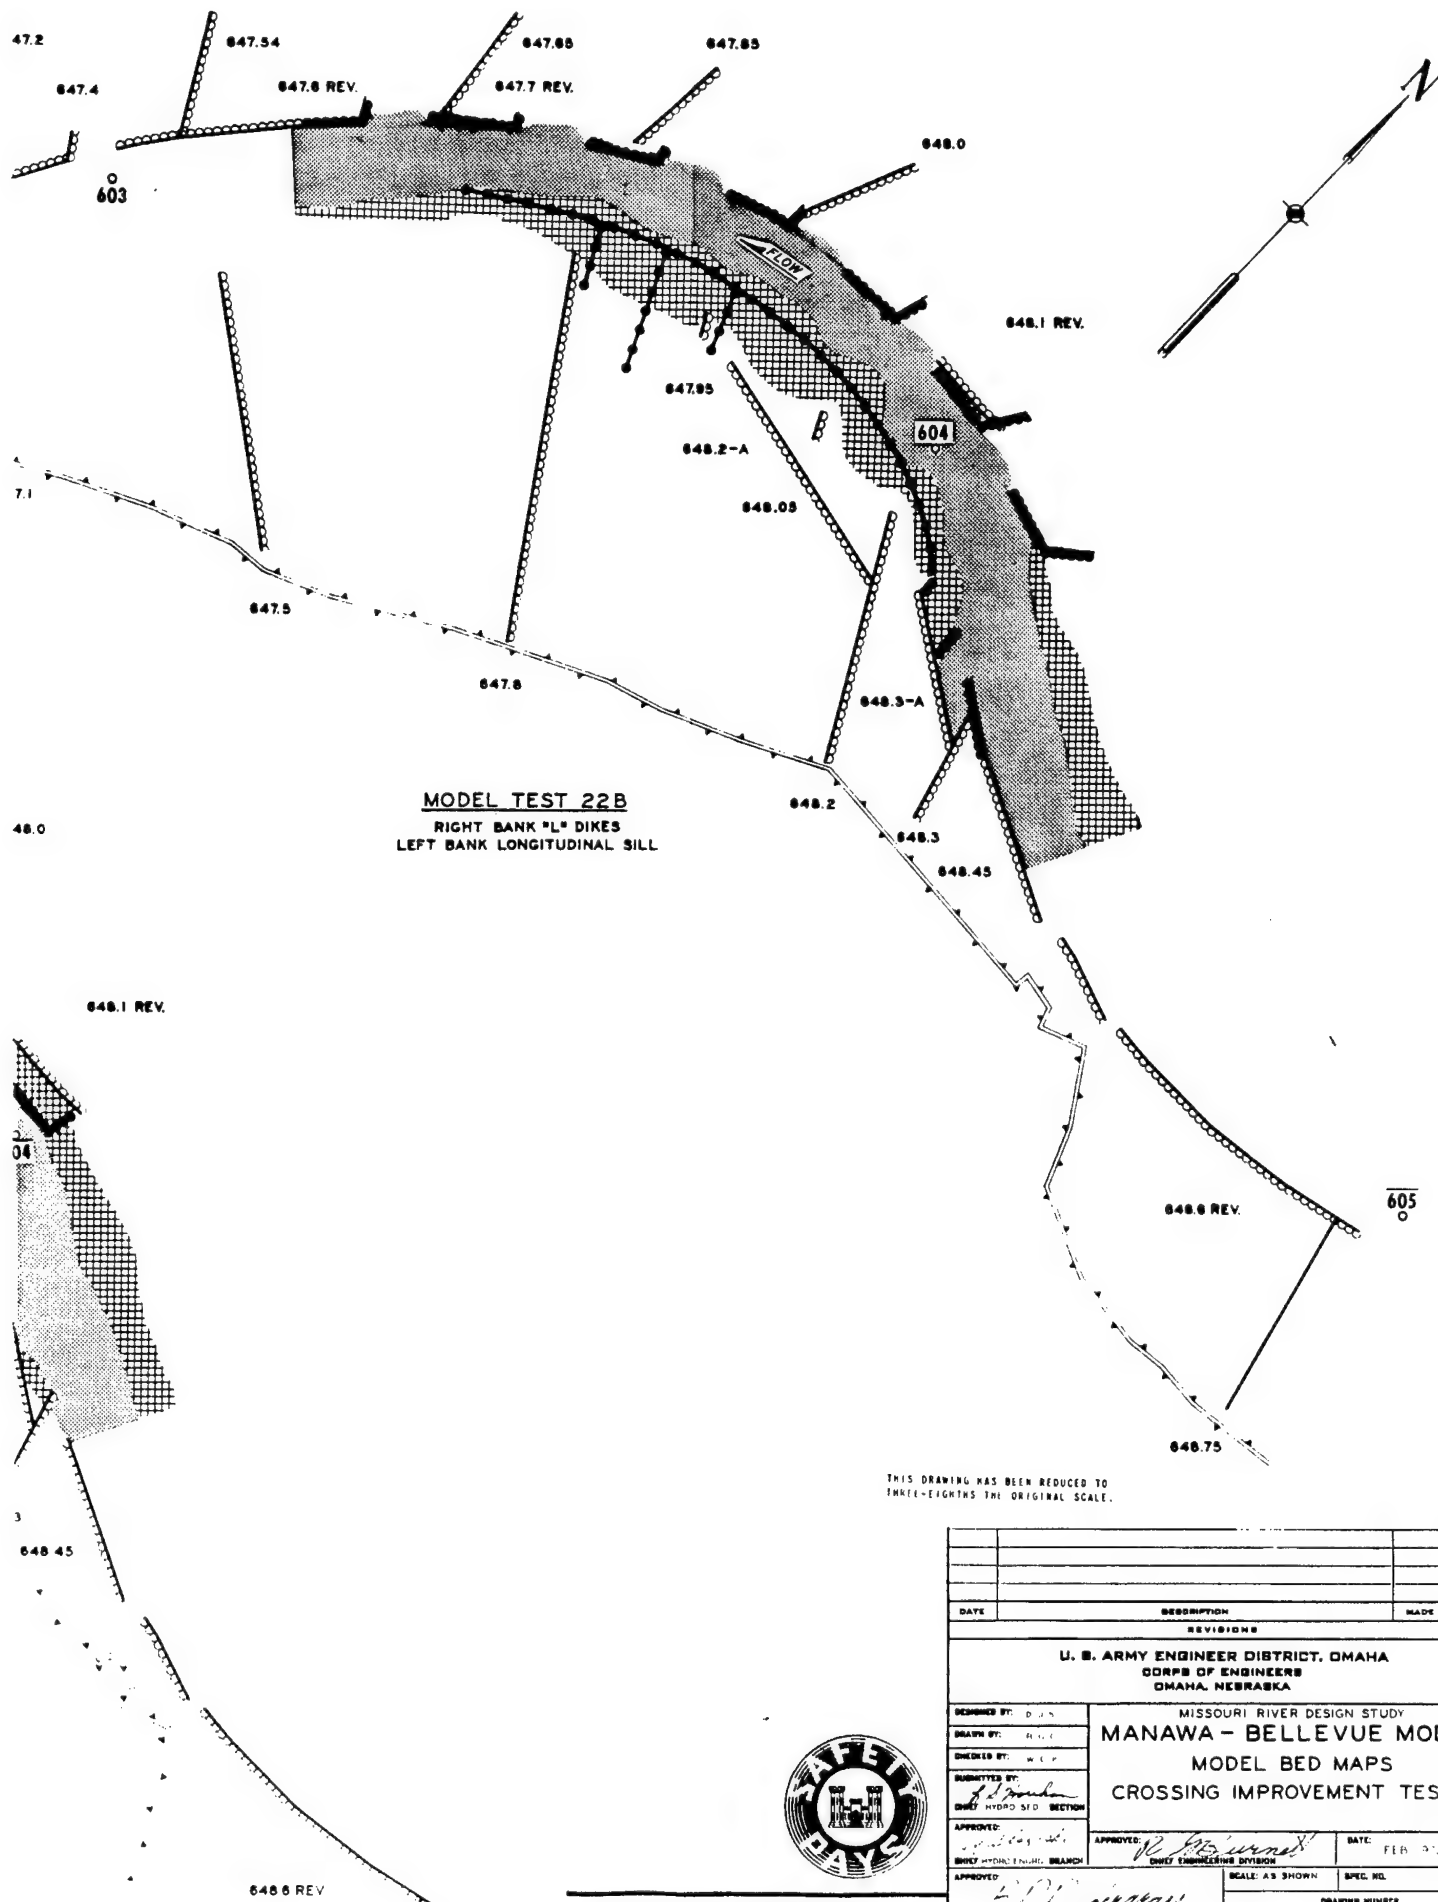 47.2
647.54
647.65
647.85
647.4
647.6 REV.
647.7 REV.
N
648.0
603
FLOW
648.1 REV.
647.95
604
648.2-A
7.1
648.05
647.5
647.8
648.3-A
MODEL TEST 22B
RIGHT BANK "L" DIKES
LEFT BANK LONGITUDINAL SILL
648.2
48.0
648.3
648.45
648.1 REV.
04
605
648.6 REV.
648.75
THIS DRAWING HAS BEEN REDUCED TO
THREE-EIGHTHS THE ORIGINAL SCALE.
3
648.45
DATE DESCRIPTION MADE
REVISIONS
U. S. ARMY ENGINEER DISTRICT, OMAHA
CORPS OF ENGINEERS
OMAHA, NEBRASKA
DESIGNED BY: D.J.S.
DRAWN BY:
CHECKED BY: W.C.P.
SUBMITTED BY:
CHIEF HYDRO SED. SECTION
MISSOURI RIVER DESIGN STUDY
MANAWA - BELLEVUE MO
MODEL BED MAPS
CROSSING IMPROVEMENT TES
SAFETY
PAYS
APPROVED:
CHIEF HYDRO ENGRG. BRANCH
APPROVED:
CHIEF ENGINEERING DIVISION
DATE:
FEB
APPROVED
SCALE: AS SHOWN
SPEC. NO.
DRAWING NUMBER
648 6 REV